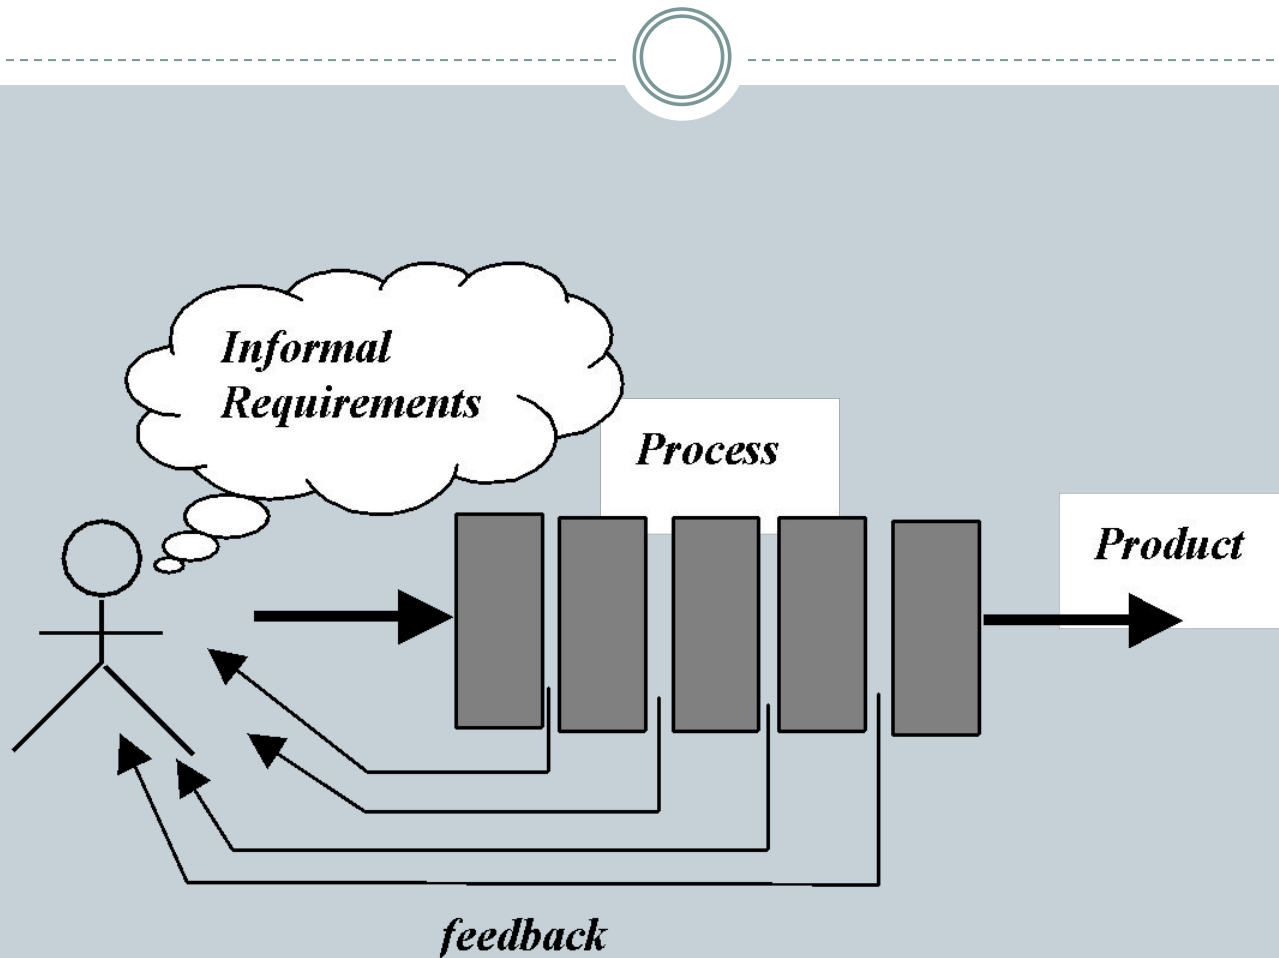 Informal
Requirements
Process
Product
feedback